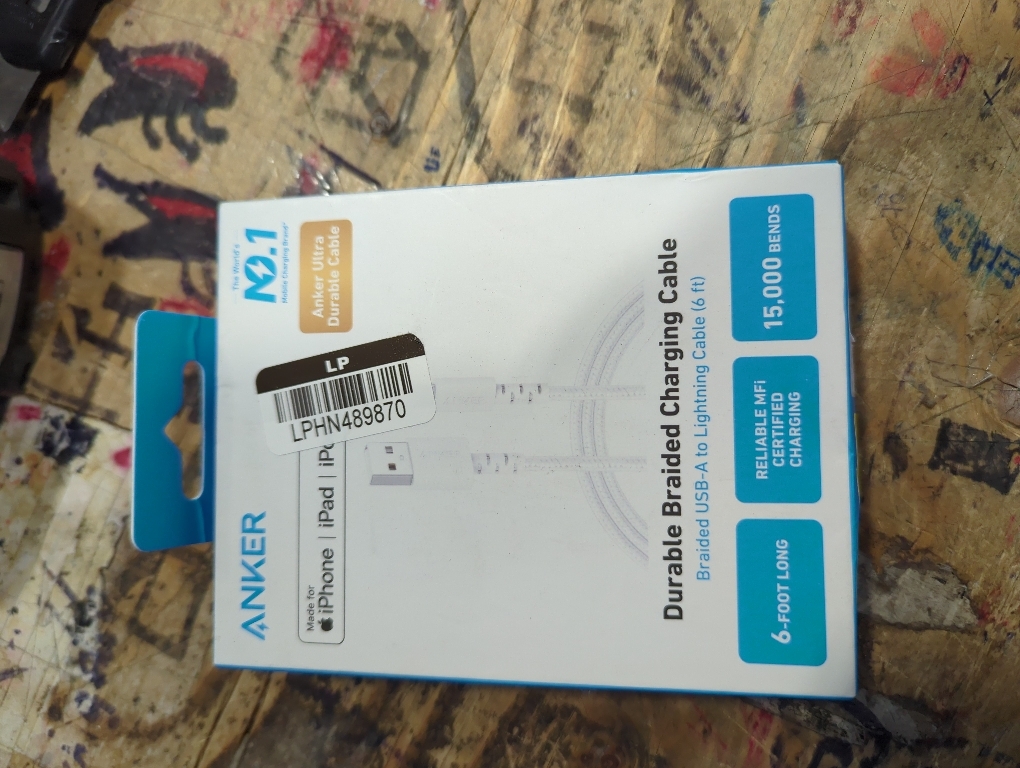 ANKER
The World's
NO.1
Mobile Charging Brand*
Made for
iPhone | iPad |
Anker Ultra
Durable Cable
LP
LPHN489870
Durable Braided Charging Cable
Braided USB-A to Lightning Cable (6 ft)
6-FOOT LONG
RELIABLE MFi
CERTIFIED
CHARGING
15,000 BENDS
Us